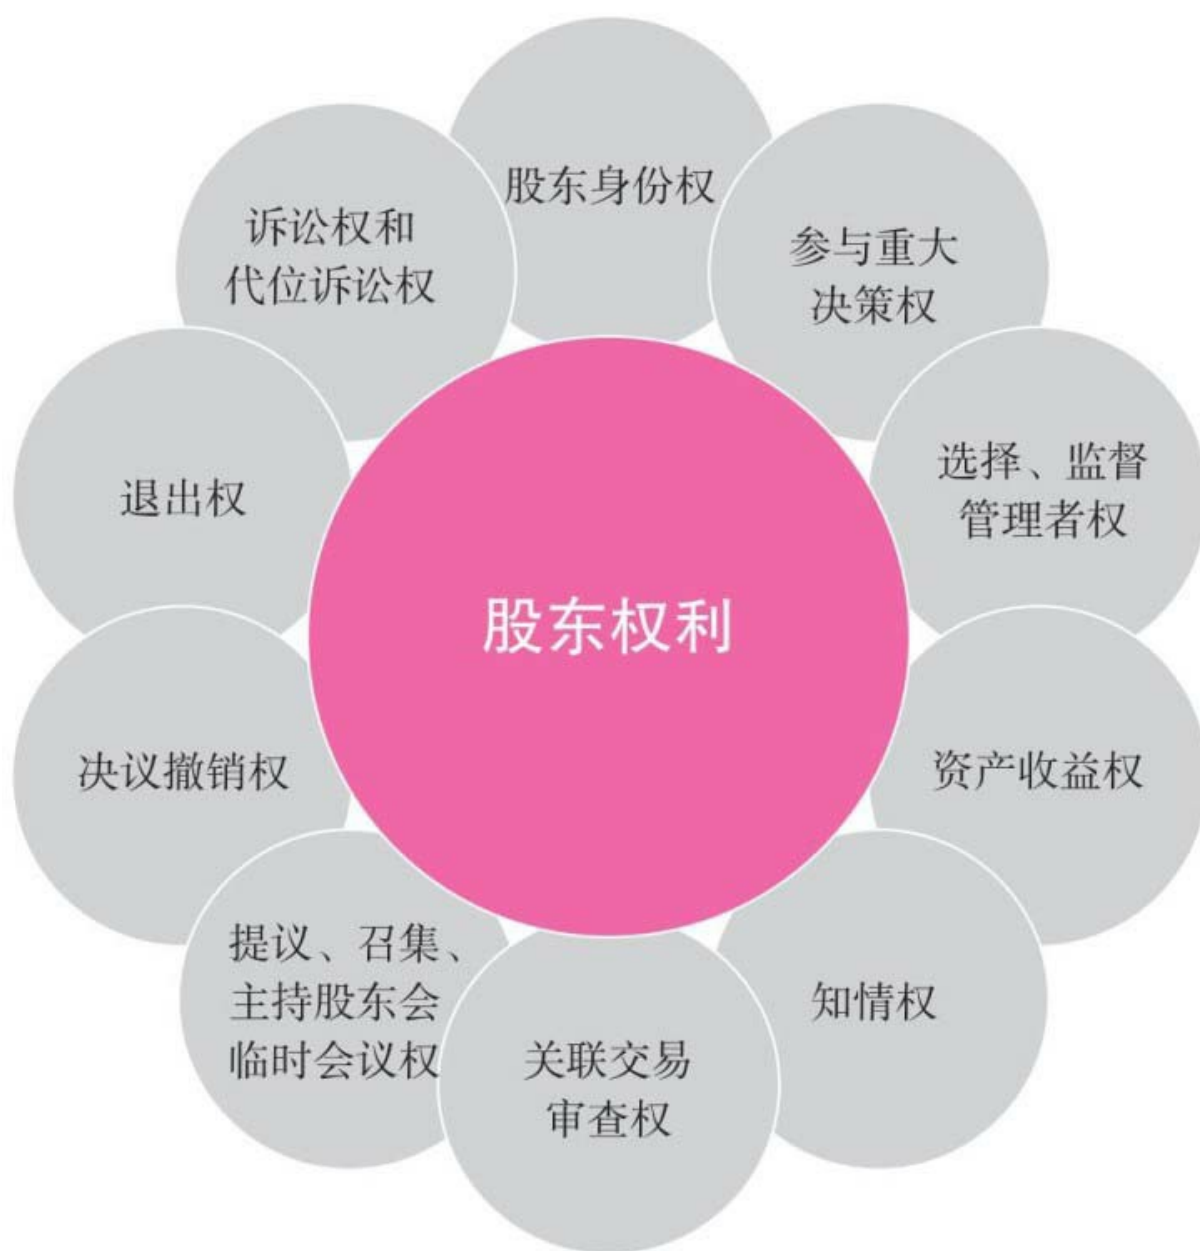 股东身份权
参与重大
决策权
选择、监督
管理者权
资产收益权
知情权
关联交易
审查权
提议、召集、
主持股东会
临时会议权
决议撤销权
退出权
诉讼权和
代位诉讼权
股东权利